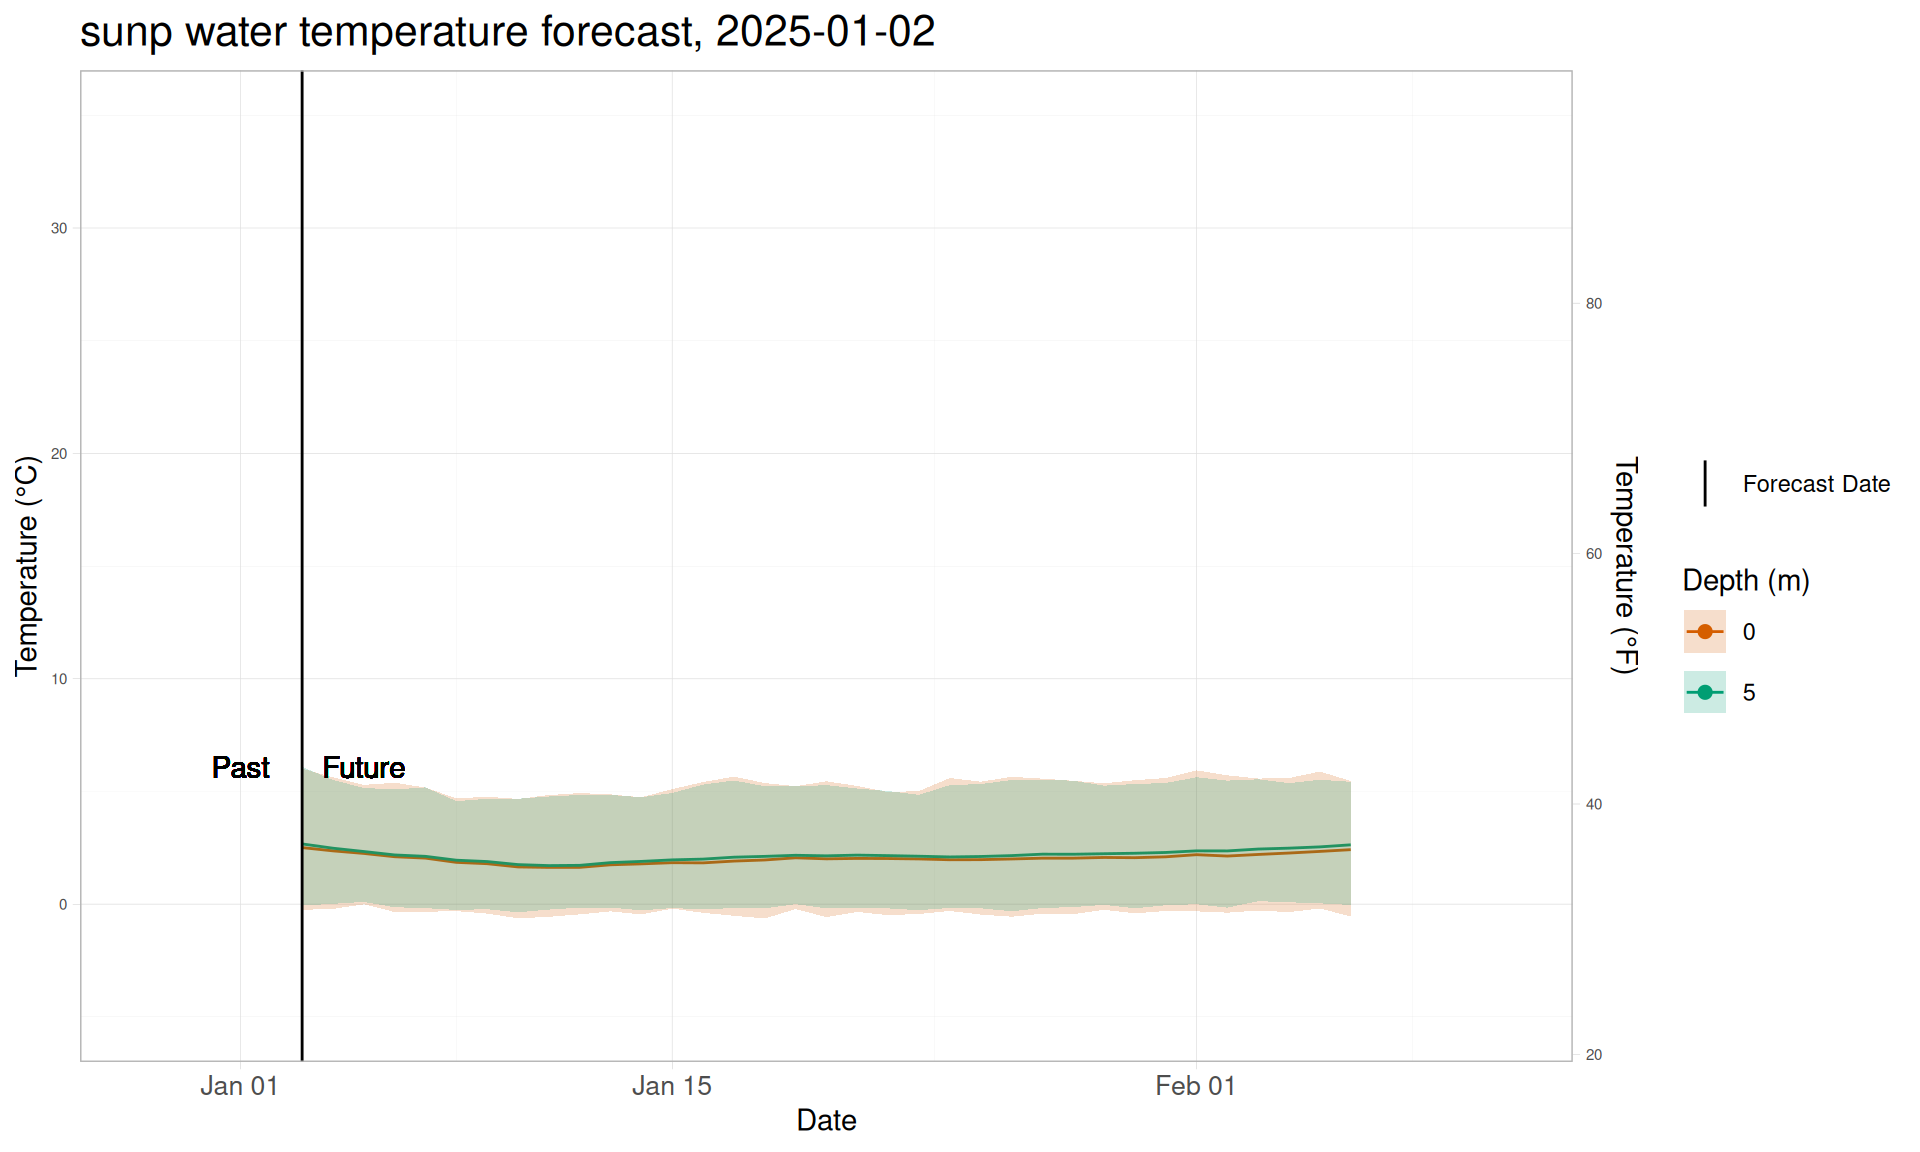 sunp water temperature forecast, 2025-01-02
Temperature (°C)
30
20
10
0
Past
Future
80
60
40
20
Temperature (°F)
Jan 01
Jan 15
Feb 01
Date
Forecast Date
Depth (m)
0
5